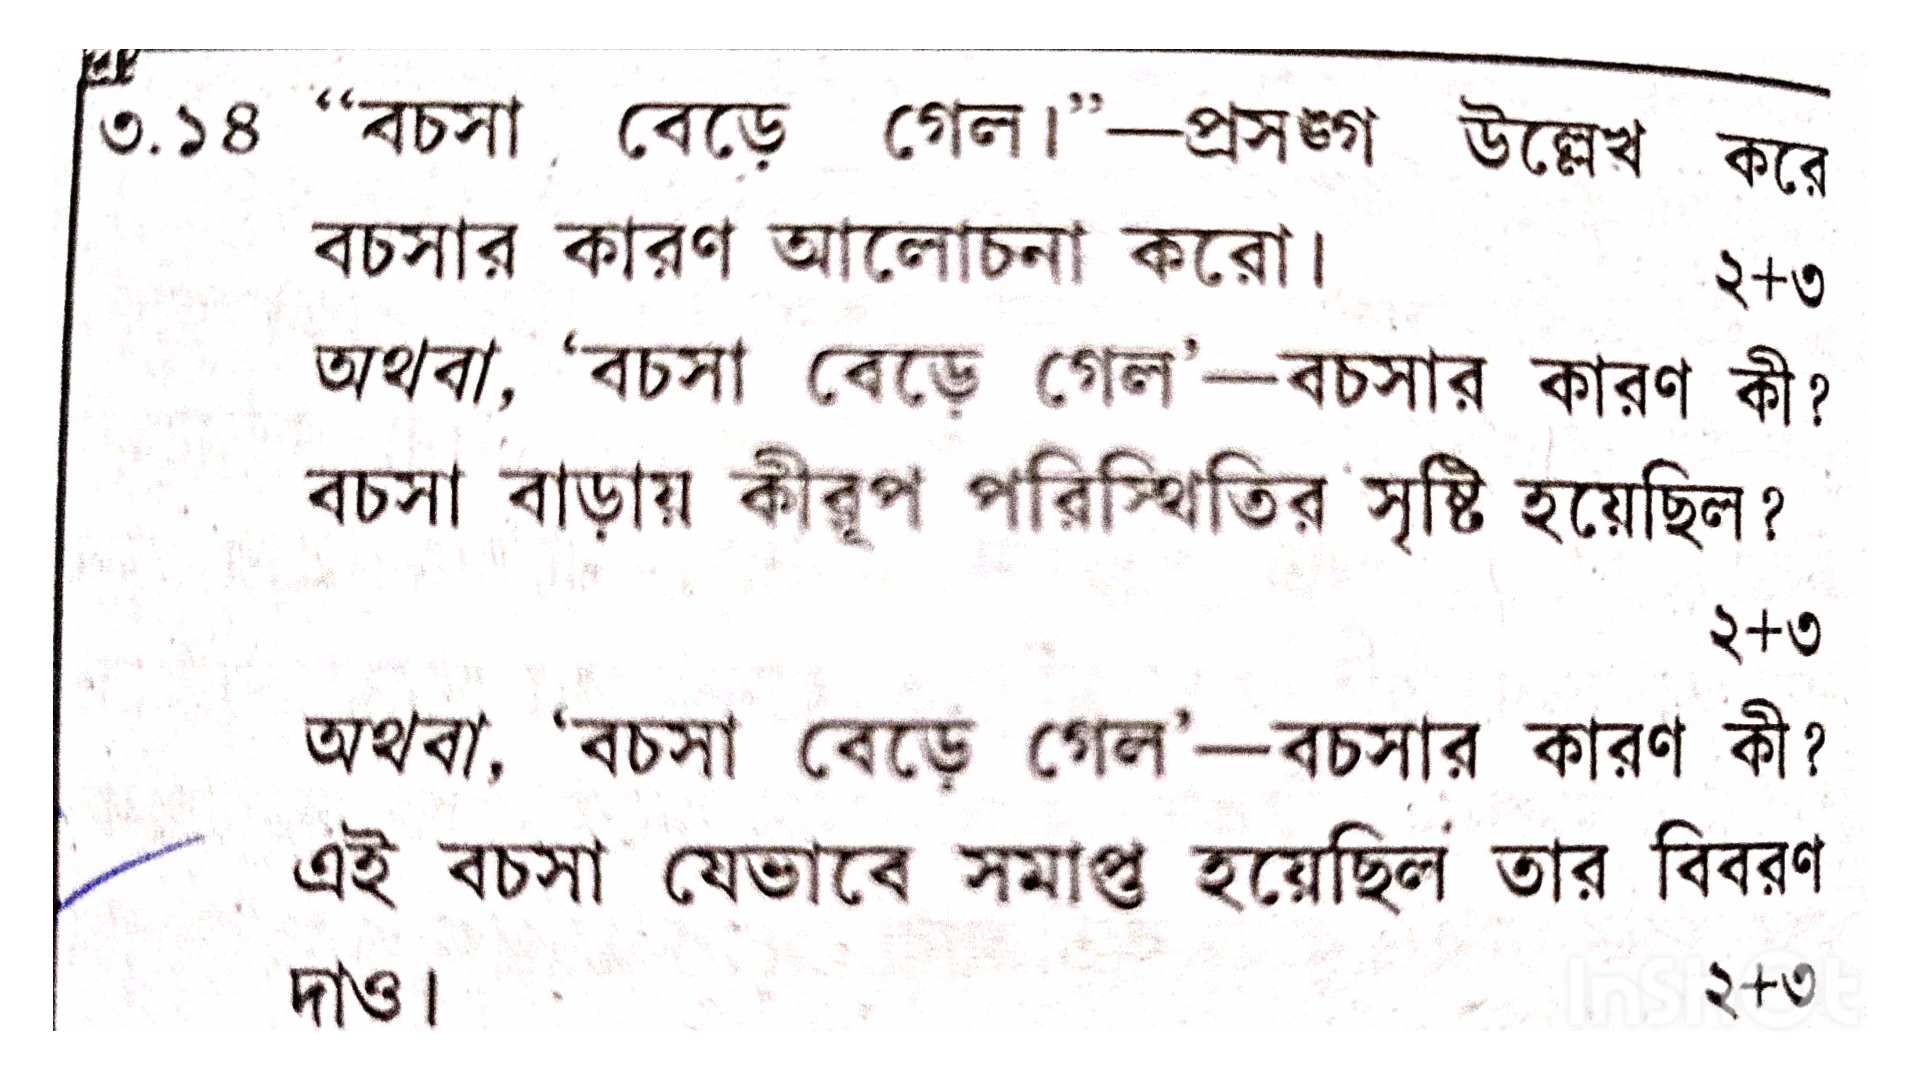 ৩.১৪ “বচসা বেড়ে গেল।”—প্রসঙ্গ উল্লেখ করে
বচসার কারণ আলোচনা করো। ২+৩
অথবা, ‘বচসা বেড়ে গেল’—বচসার কারণ কী?
বচসা বাড়ায় কীরূপ পরিস্থিতির সৃষ্টি হয়েছিল?
২+৩
অথবা, ‘বচসা বেড়ে গেল’—বচসার কারণ কী?
এই বচসা যেভাবে সমাপ্ত হয়েছিল তার বিবরণ
দাও। ২+৩
InShOt